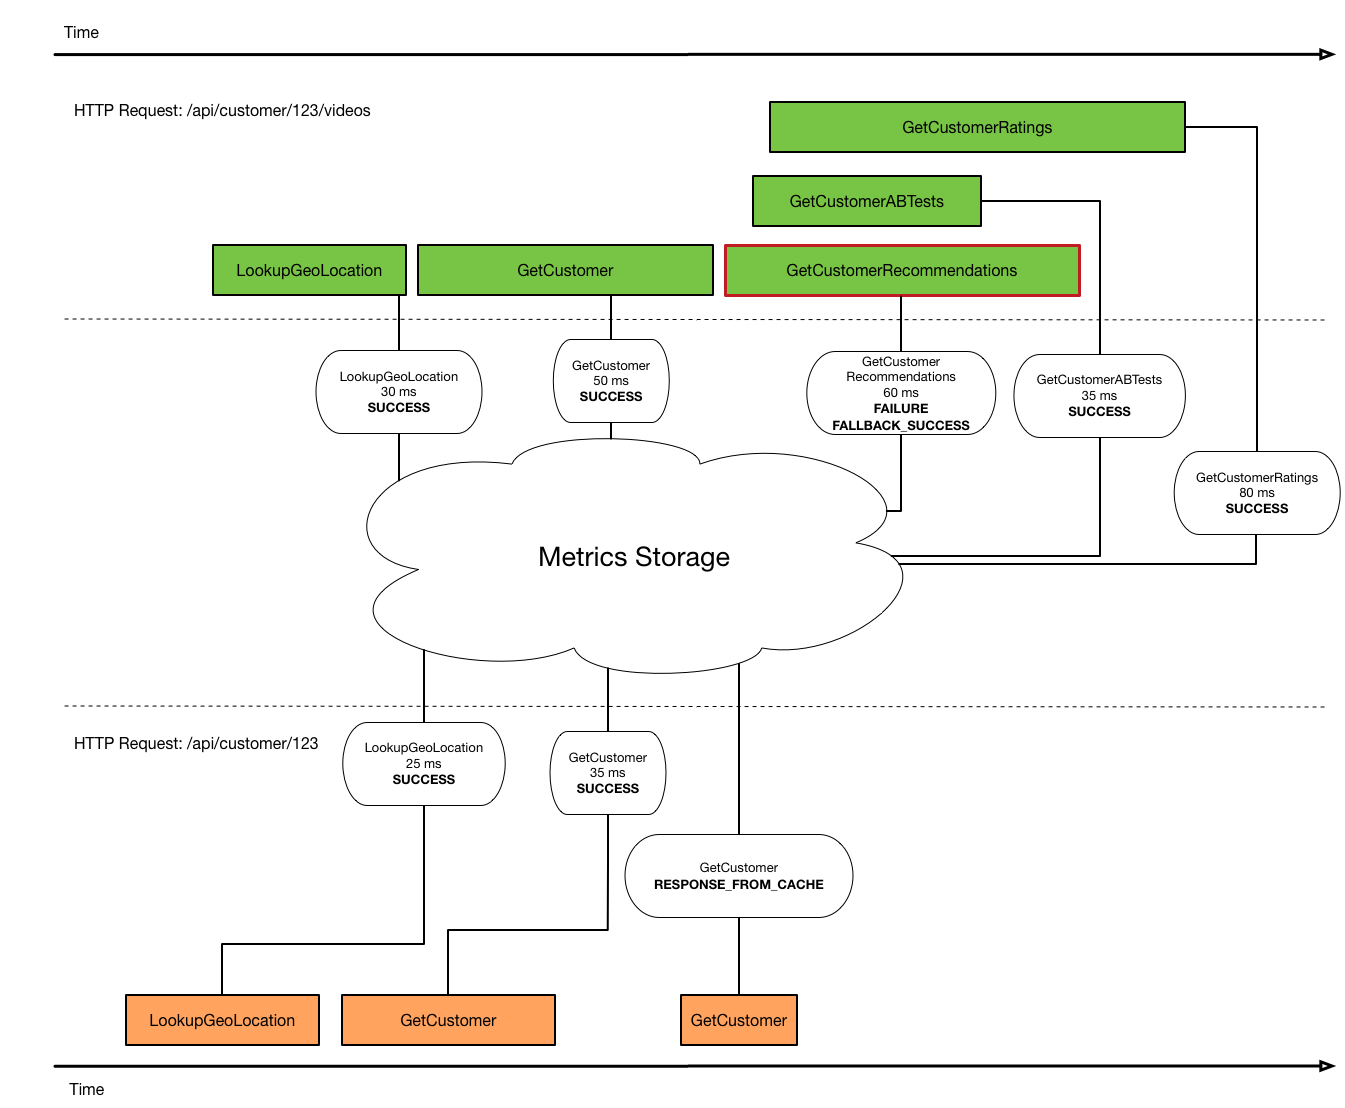 Time
HTTP Request: /api/customer/123/videos
GetCustomerRatings
GetCustomerABTests
LookupGeoLocation
GetCustomer
GetCustomerRecommendations
LookupGeoLocation
30 ms
SUCCESS
GetCustomer
50 ms
SUCCESS
GetCustomer
Recommendations
60 ms
FAILURE
FALLBACK_SUCCESS
GetCustomerABTests
35 ms
SUCCESS
GetCustomerRatings
80 ms
SUCCESS
Metrics Storage
HTTP Request: /api/customer/123
LookupGeoLocation
25 ms
SUCCESS
GetCustomer
35 ms
SUCCESS
GetCustomer
RESPONSE_FROM_CACHE
LookupGeoLocation
GetCustomer
GetCustomer
Time